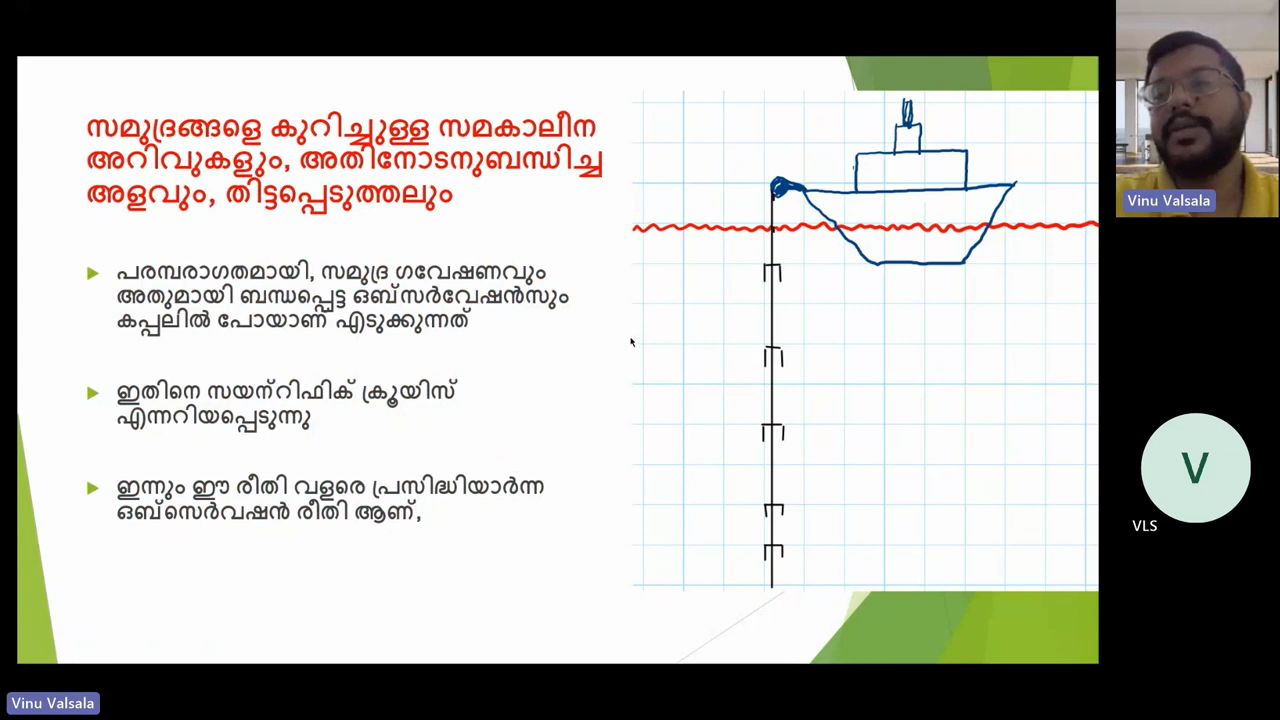 സമുദ്രങ്ങളെ കുറിച്ചുള്ള സമകാലീന
അറിവുകളും, അതിനോടനുബന്ധിച്ച
അളവും, തിട്ടപ്പെടുത്തലും
പരമ്പരാഗതമായി, സമുദ്ര ഗവേഷണവും
അതുമായി ബന്ധപ്പെട്ട ഒബ്സർവേഷൻസും
കപ്പലിൽ പോയാണ് എടുക്കുന്നത്
ഇതിനെ സയന്റിഫിക് ക്രൂയിസ്
എന്നറിയപ്പെടുന്നു
ഇന്നും ഈ രീതി വളരെ പ്രസിദ്ധിയാർന്ന
ഒബ്സെർവഷൻ രീതി ആണ്,
Vinu Valsala
V
VLS
Vinu Valsala